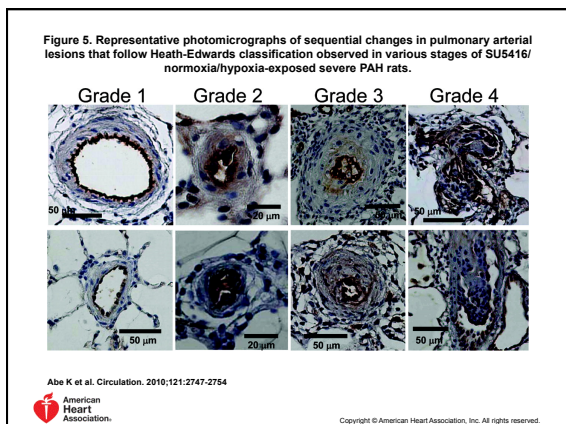 Figure 5. Representative photomicrographs of sequential changes in pulmonary arterial
lesions that follow Heath-Edwards classification observed in various stages of SU5416/
normoxia/hypoxia-exposed severe PAH rats.
Grade 1 Grade 2 Grade 3 Grade 4
20 μm
50 μm
50 μm
20 μm
50 μm
50 μm
Abe K et al. Circulation. 2010;121:2747-2754
American
Heart
Association®
Copyright © American Heart Association, Inc. All rights reserved.